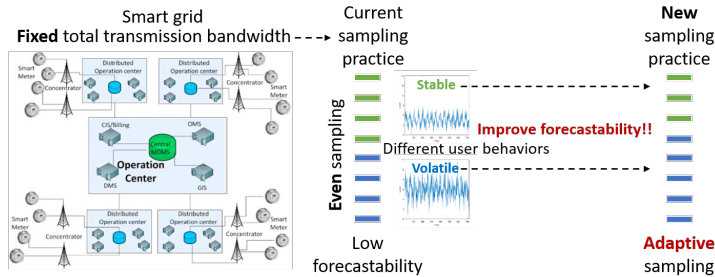 Smart grid
Fixed total transmission bandwidth
Distributed
Operation center
Distributed
Operation center
Smart
Meter
Concentrator
Concentrator
Smart
Meter
CIS/Billing
OMS
Central
MDMS
Operation
Center
DMS
GIS
Smart
Meter
Concentrator
Distributed
Operation center
Distributed
Operation center
Concentrator
Smart
Meter
Current
sampling
practice
Even sampling
Low
forecastability
Stable
Improve forecastability!!
Different user behaviors
Volatile
New
sampling
practice
Adaptive
sampling